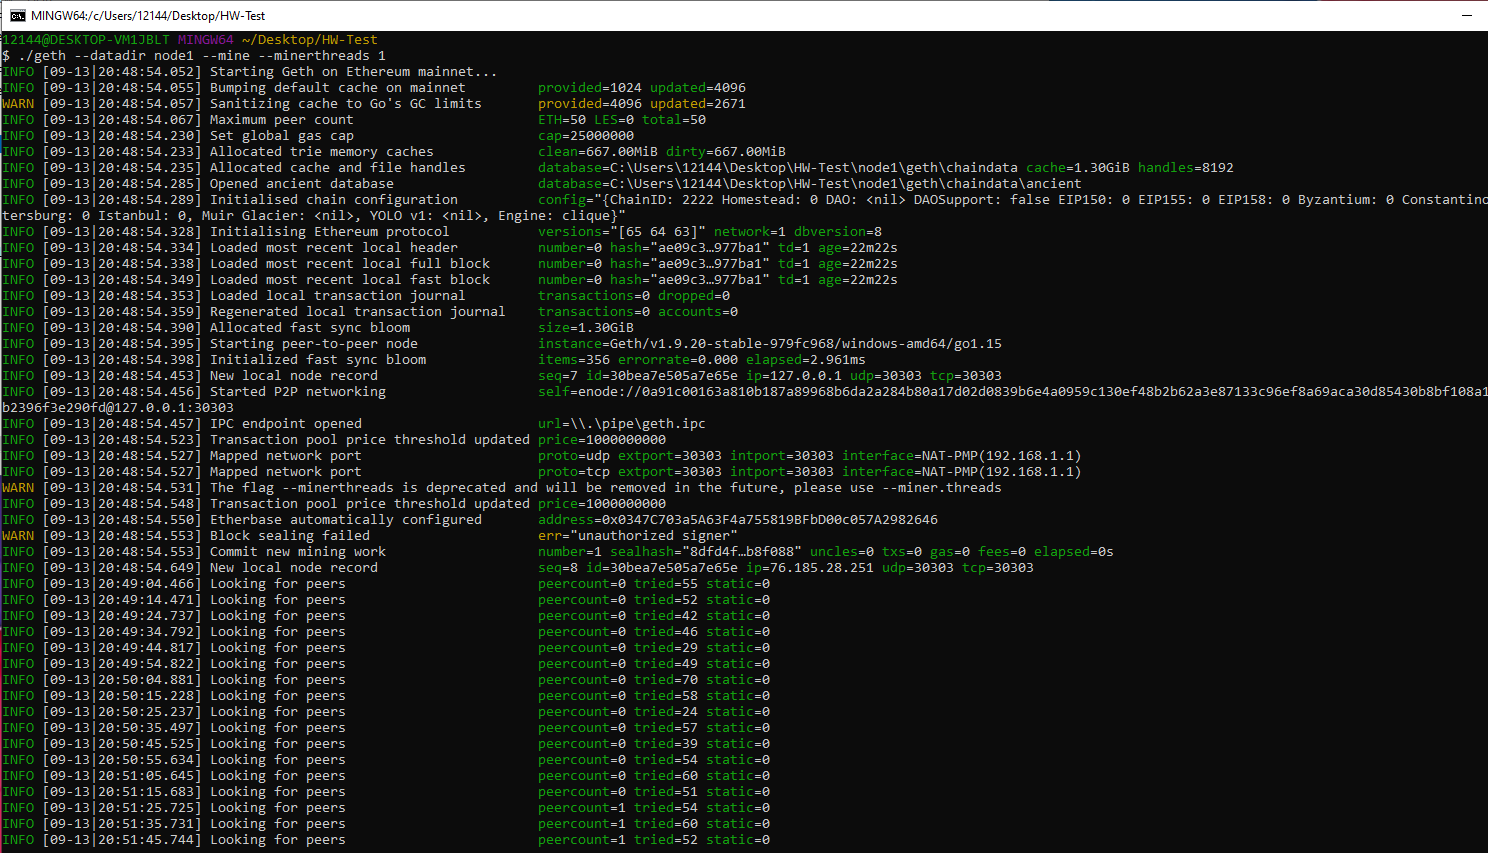 MINGW64:/c/Users/12144/Desktop/HW-Test
12144@DESKTOP-VM1JBLT MINGW64 ~/Desktop/HW-Test
$ ./geth --datadir node1 --mine --minerthreads 1
INFO [09-13|20:48:54.052] Starting Geth on Ethereum mainnet...
INFO [09-13|20:48:54.055] Bumping default cache on mainnet provided=1024 updated=4096
WARN [09-13|20:48:54.057] Sanitizing cache to Go's GC limits provided=4096 updated=2671
INFO [09-13|20:48:54.067] Maximum peer count ETH=50 LES=0 total=50
INFO [09-13|20:48:54.230] Set global gas cap cap=25000000
INFO [09-13|20:48:54.233] Allocated trie memory caches clean=667.00MiB dirty=667.00MiB
INFO [09-13|20:48:54.235] Allocated cache and file handles database=C:\Users\12144\Desktop\HW-Test\node1\geth\chaindata cache=1.30GiB handles=8192
INFO [09-13|20:48:54.285] Opened ancient database database=C:\Users\12144\Desktop\HW-Test\node1\geth\chaindata\ancient
INFO [09-13|20:48:54.289] Initialised chain configuration config="{ChainID: 2222 Homestead: 0 DAO: <nil> DAOSupport: false EIP150: 0 EIP155: 0 EIP158: 0 Byzantium: 0 Constantino
tersburg: 0 Istanbul: 0, Muir Glacier: <nil>, YOLO v1: <nil>, Engine: clique}"
INFO [09-13|20:48:54.328] Initialising Ethereum protocol versions="[65 64 63]" network=1 dbversion=8
INFO [09-13|20:48:54.334] Loaded most recent local header number=0 hash="ae09c3…977ba1" td=1 age=22m22s
INFO [09-13|20:48:54.338] Loaded most recent local full block number=0 hash="ae09c3…977ba1" td=1 age=22m22s
INFO [09-13|20:48:54.349] Loaded most recent local fast block number=0 hash="ae09c3…977ba1" td=1 age=22m22s
INFO [09-13|20:48:54.353] Loaded local transaction journal transactions=0 dropped=0
INFO [09-13|20:48:54.359] Regenerated local transaction journal transactions=0 accounts=0
INFO [09-13|20:48:54.390] Allocated fast sync bloom size=1.30GiB
INFO [09-13|20:48:54.395] Starting peer-to-peer node instance=Geth/v1.9.20-stable-979fc968/windows-amd64/go1.15
INFO [09-13|20:48:54.398] Initialized fast sync bloom items=356 errorrate=0.000 elapsed=2.961ms
INFO [09-13|20:48:54.453] New local node record seq=7 id=30bea7e505a7e65e ip=127.0.0.1 udp=30303 tcp=30303
INFO [09-13|20:48:54.456] Started P2P networking self=enode://0a91c00163a810b187a89968b6da2a284b80a17d02d0839b6e4a0959c130ef48b2b62a3e87133c96ef8a69aca30d85430b8bf108a1
b2396f3e290fd@127.0.0.1:30303
INFO [09-13|20:48:54.457] IPC endpoint opened url=\\.\pipe\geth.ipc
INFO [09-13|20:48:54.523] Transaction pool price threshold updated price=1000000000
INFO [09-13|20:48:54.527] Mapped network port proto=udp extport=30303 intport=30303 interface=NAT-PMP(192.168.1.1)
INFO [09-13|20:48:54.527] Mapped network port proto=tcp extport=30303 intport=30303 interface=NAT-PMP(192.168.1.1)
WARN [09-13|20:48:54.531] The flag --minerthreads is deprecated and will be removed in the future, please use --miner.threads
INFO [09-13|20:48:54.548] Transaction pool price threshold updated price=1000000000
INFO [09-13|20:48:54.550] Etherbase automatically configured address=0x0347C703a5A63F4a755819BFbD00c057A2982646
WARN [09-13|20:48:54.553] Block sealing failed err="unauthorized signer"
INFO [09-13|20:48:54.553] Commit new mining work number=1 sealhash="8dfd4f…b8f088" uncles=0 txs=0 gas=0 fees=0 elapsed=0s
INFO [09-13|20:48:54.649] New local node record seq=8 id=30bea7e505a7e65e ip=76.185.28.251 udp=30303 tcp=30303
INFO [09-13|20:49:04.466] Looking for peers peercount=0 tried=55 static=0
INFO [09-13|20:49:14.471] Looking for peers peercount=0 tried=52 static=0
INFO [09-13|20:49:24.737] Looking for peers peercount=0 tried=42 static=0
INFO [09-13|20:49:34.792] Looking for peers peercount=0 tried=46 static=0
INFO [09-13|20:49:44.817] Looking for peers peercount=0 tried=29 static=0
INFO [09-13|20:49:54.822] Looking for peers peercount=0 tried=49 static=0
INFO [09-13|20:50:04.881] Looking for peers peercount=0 tried=70 static=0
INFO [09-13|20:50:15.228] Looking for peers peercount=0 tried=58 static=0
INFO [09-13|20:50:25.237] Looking for peers peercount=0 tried=24 static=0
INFO [09-13|20:50:35.497] Looking for peers peercount=0 tried=57 static=0
INFO [09-13|20:50:45.525] Looking for peers peercount=0 tried=39 static=0
INFO [09-13|20:50:55.634] Looking for peers peercount=0 tried=54 static=0
INFO [09-13|20:51:05.645] Looking for peers peercount=0 tried=60 static=0
INFO [09-13|20:51:15.683] Looking for peers peercount=0 tried=51 static=0
INFO [09-13|20:51:25.725] Looking for peers peercount=1 tried=54 static=0
INFO [09-13|20:51:35.731] Looking for peers peercount=1 tried=60 static=0
INFO [09-13|20:51:45.744] Looking for peers peercount=1 tried=52 static=0